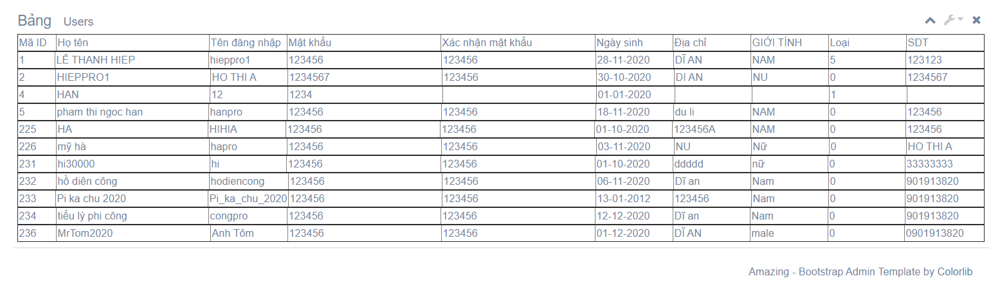 Bảng Users
Mã ID Họ tên Tên đăng nhập Mật khẩu Xác nhận mật khẩu Ngày sinh Địa chỉ GIỚI TÍNH Loại SDT
1 LÊ THANH HIEP hieppro1 123456 123456 28-11-2020 DĨ AN NAM 5 123123
2 HIEPPRO1 HO THI A 1234567 123456 30-10-2020 DI AN NU 0 1234567
4 HAN 12 1234 01-01-2020 1
5 pham thi ngoc han hanpro 123456 123456 18-11-2020 du li NAM 0 123456
225 HA HIHIA 123456 123456 01-10-2020 123456A NAM 0 123456
226 mỹ hà hapro 123456 123456 03-11-2020 NU Nữ 0 HO THI A
231 hi30000 hi 123456 123456 01-10-2020 ddddd nữ 0 33333333
232 hồ diên công hodiencong 123456 123456 06-11-2020 Dĩ an Nam 0 901913820
233 Pi ka chu 2020 Pi_ka_chu_2020 123456 123456 13-01-2012 123456 Nam 0 901913820
234 tiểu lý phi công congpro 123456 123456 12-12-2020 Dĩ an Nam 0 901913820
236 MrTom2020 Anh Tôm 123456 123456 01-12-2020 DĨ AN male 0 0901913820
Amazing - Bootstrap Admin Template by Colorlib